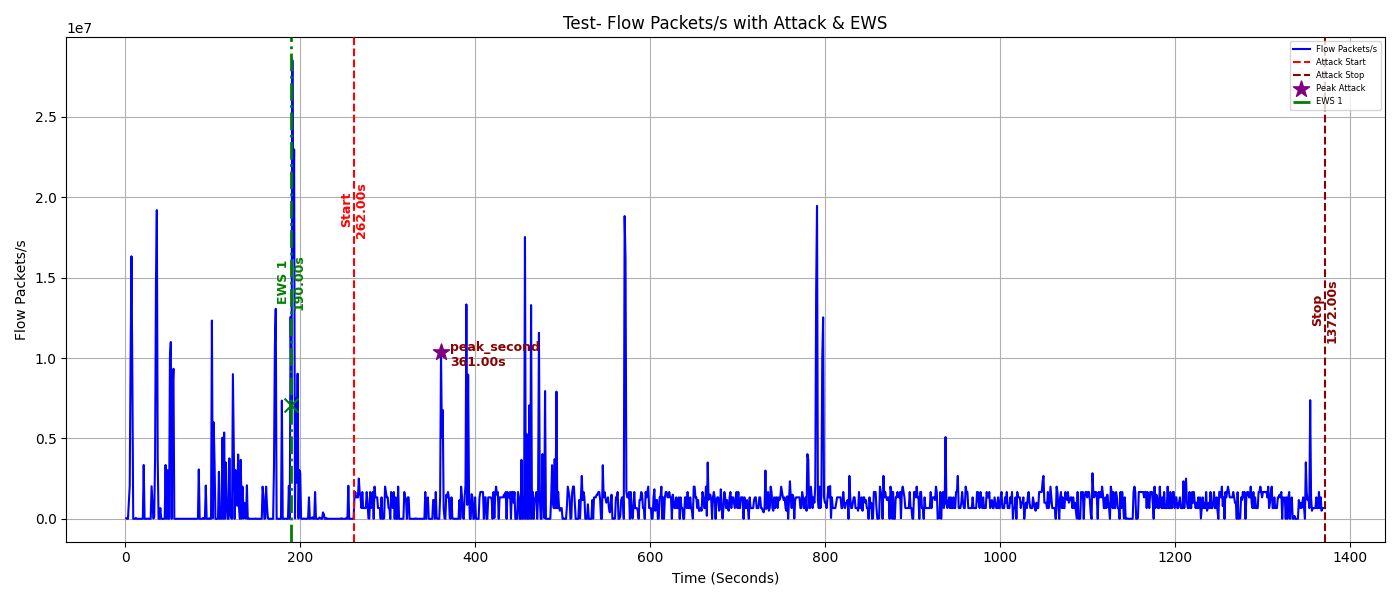 Test- Flow Packets/s with Attack & EWS
1e7
Flow Packets/s
Attack Start
Attack Stop
Peak Attack
EWS 1
2.5
2.0
1.5
1.0
0.5
0.0
Flow Packets/s
EWS 1
190.00s
Start
262.00s
peak_second
361.00s
Stop
1372.00s
0
200
400
600
800
1000
1200
1400
Time (Seconds)